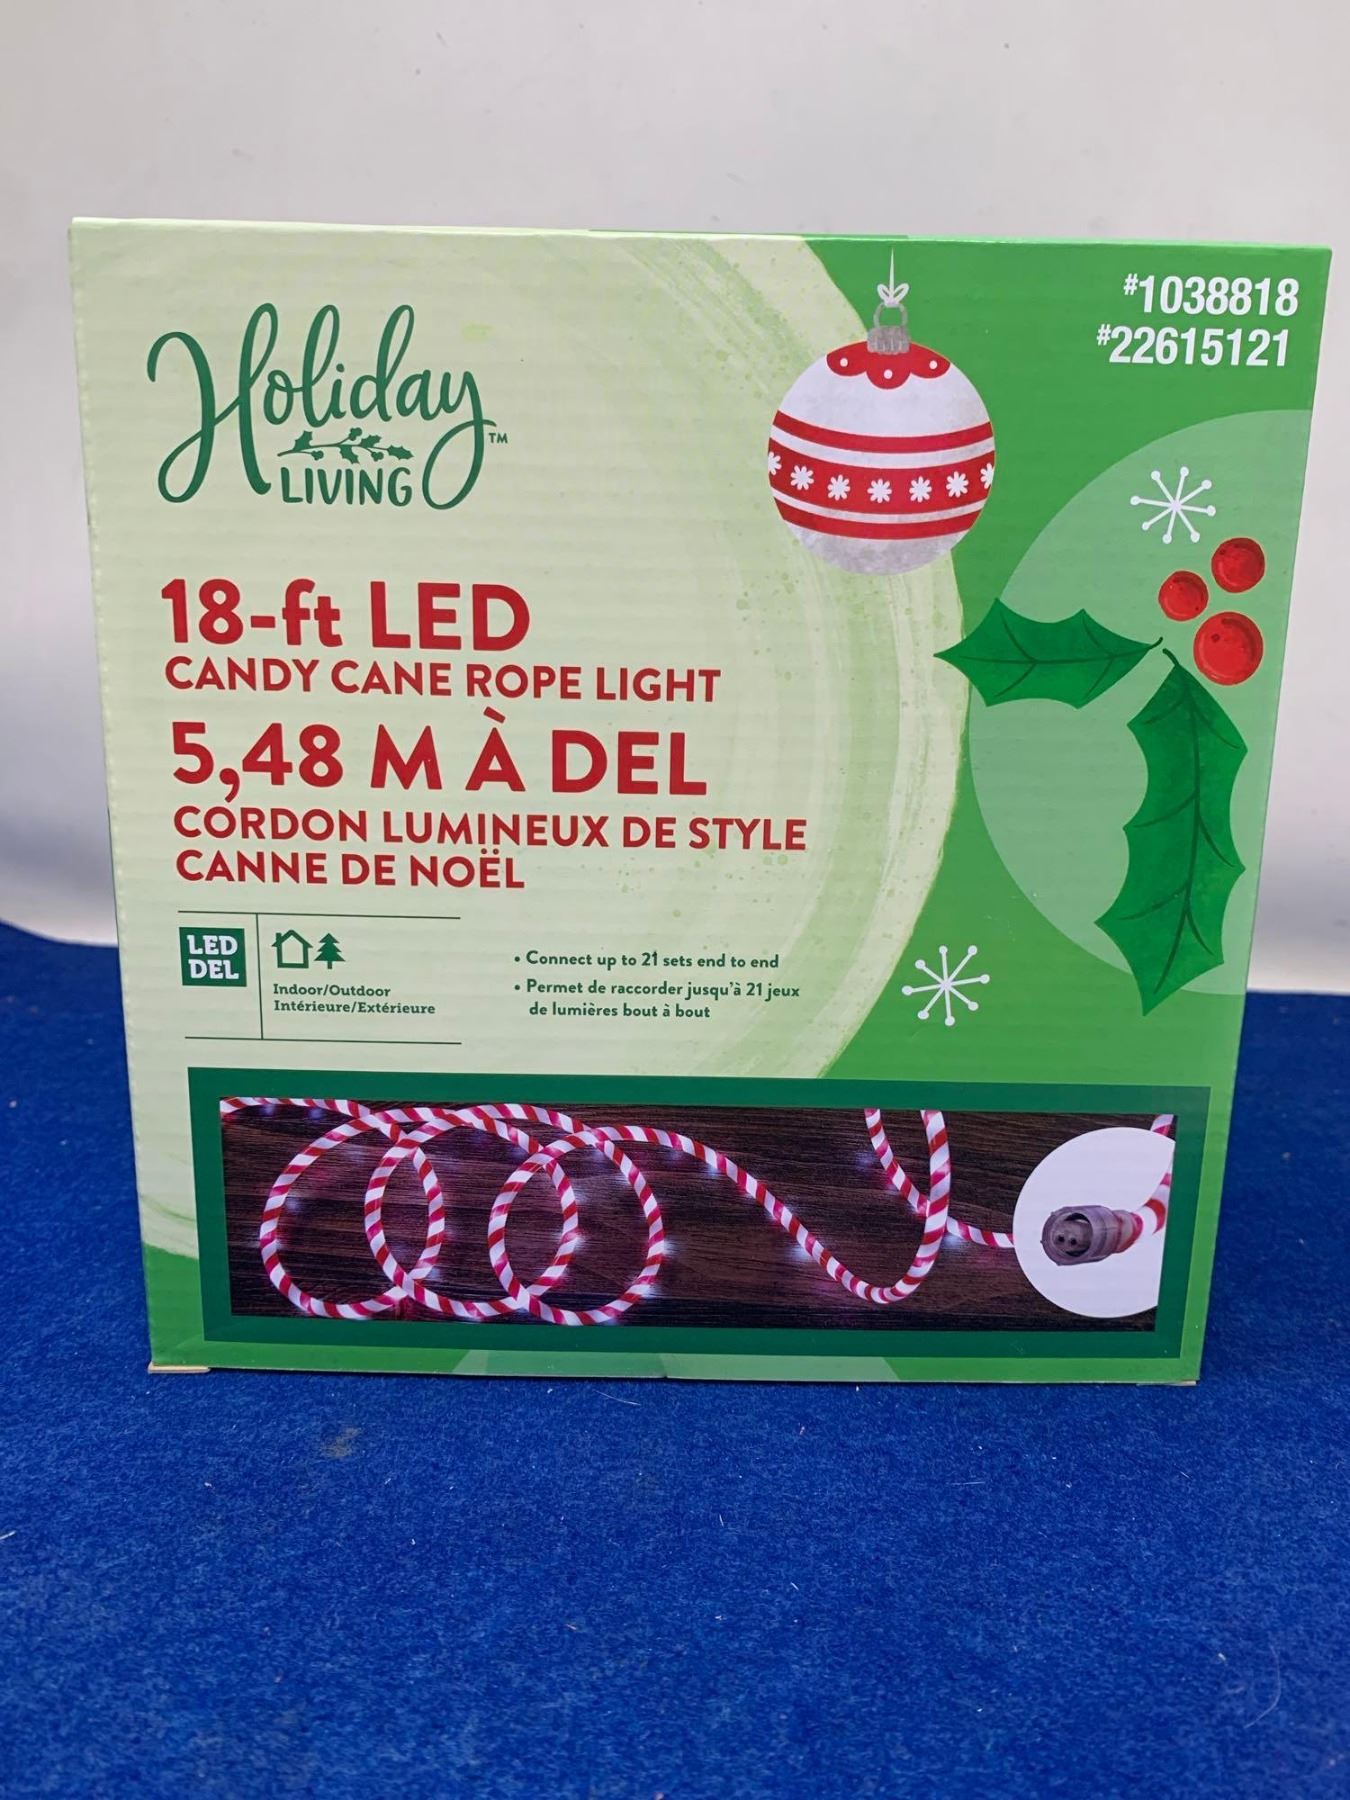 Holiday
LIVING™
#1038818
#22615121
18-ft LED
CANDY CANE ROPE LIGHT
5,48 M À DEL
CORDON LUMINEUX DE STYLE
CANNE DE NOËL
LED
DEL
Indoor/Outdoor
Intérieure/Extérieure
• Connect up to 21 sets end to end
• Permet de raccorder jusqu'à 21 jeux
de lumières bout à bout